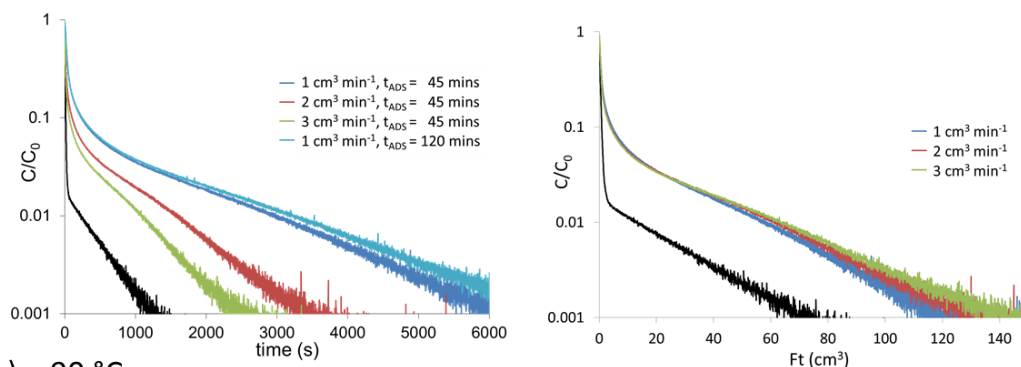 1
0.1
0.01
0.001
C/C0
0 1000 2000 3000 4000 5000 6000
time (s)
1 cm³ min⁻¹, tADS = 45 mins
2 cm³ min⁻¹, tADS = 45 mins
3 cm³ min⁻¹, tADS = 45 mins
1 cm³ min⁻¹, tADS = 120 mins
1
0.1
0.01
0.001
C/C0
0 20 40 60 80 100 120 140
Ft (cm³)
1 cm³ min⁻¹
2 cm³ min⁻¹
3 cm³ min⁻¹